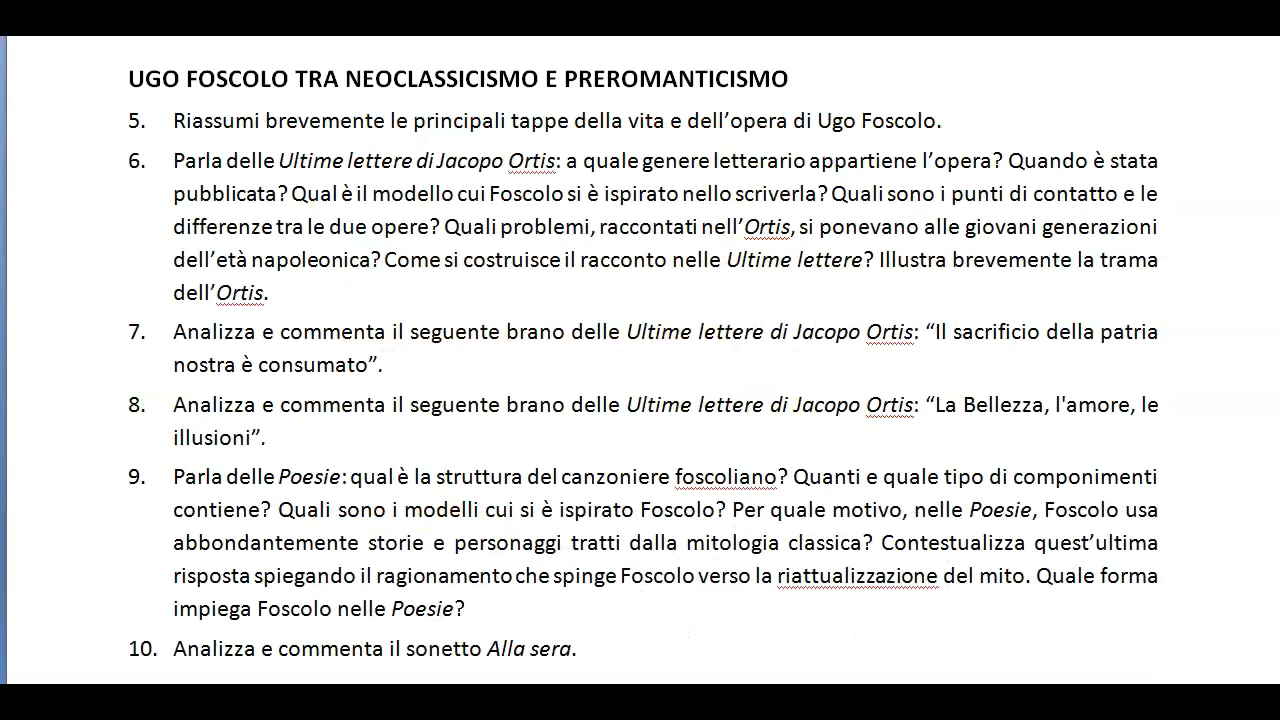 UGO FOSCOLO TRA NEOCLASSICISMO E PREROMANTICISMO
5. Riassumi brevemente le principali tappe della vita e dell’opera di Ugo Foscolo.
6. Parla delle Ultime lettere di Jacopo Ortis: a quale genere letterario appartiene l’opera? Quando è stata
pubblicata? Qual è il modello cui Foscolo si è ispirato nello scriverla? Quali sono i punti di contatto e le
differenze tra le due opere? Quali problemi, raccontati nell’Ortis, si ponevano alle giovani generazioni
dell’età napoleonica? Come si costruisce il racconto nelle Ultime lettere? Illustra brevemente la trama
dell’Ortis.
7. Analizza e commenta il seguente brano delle Ultime lettere di Jacopo Ortis: “Il sacrificio della patria
nostra è consumato”.
8. Analizza e commenta il seguente brano delle Ultime lettere di Jacopo Ortis: “La Bellezza, l'amore, le
illusioni”.
9. Parla delle Poesie: qual è la struttura del canzoniere foscoliano? Quanti e quale tipo di componimenti
contiene? Quali sono i modelli cui si è ispirato Foscolo? Per quale motivo, nelle Poesie, Foscolo usa
abbondantemente storie e personaggi tratti dalla mitologia classica? Contestualizza quest’ultima
risposta spiegando il ragionamento che spinge Foscolo verso la riattualizzazione del mito. Quale forma
impiega Foscolo nelle Poesie?
10. Analizza e commenta il sonetto Alla sera.